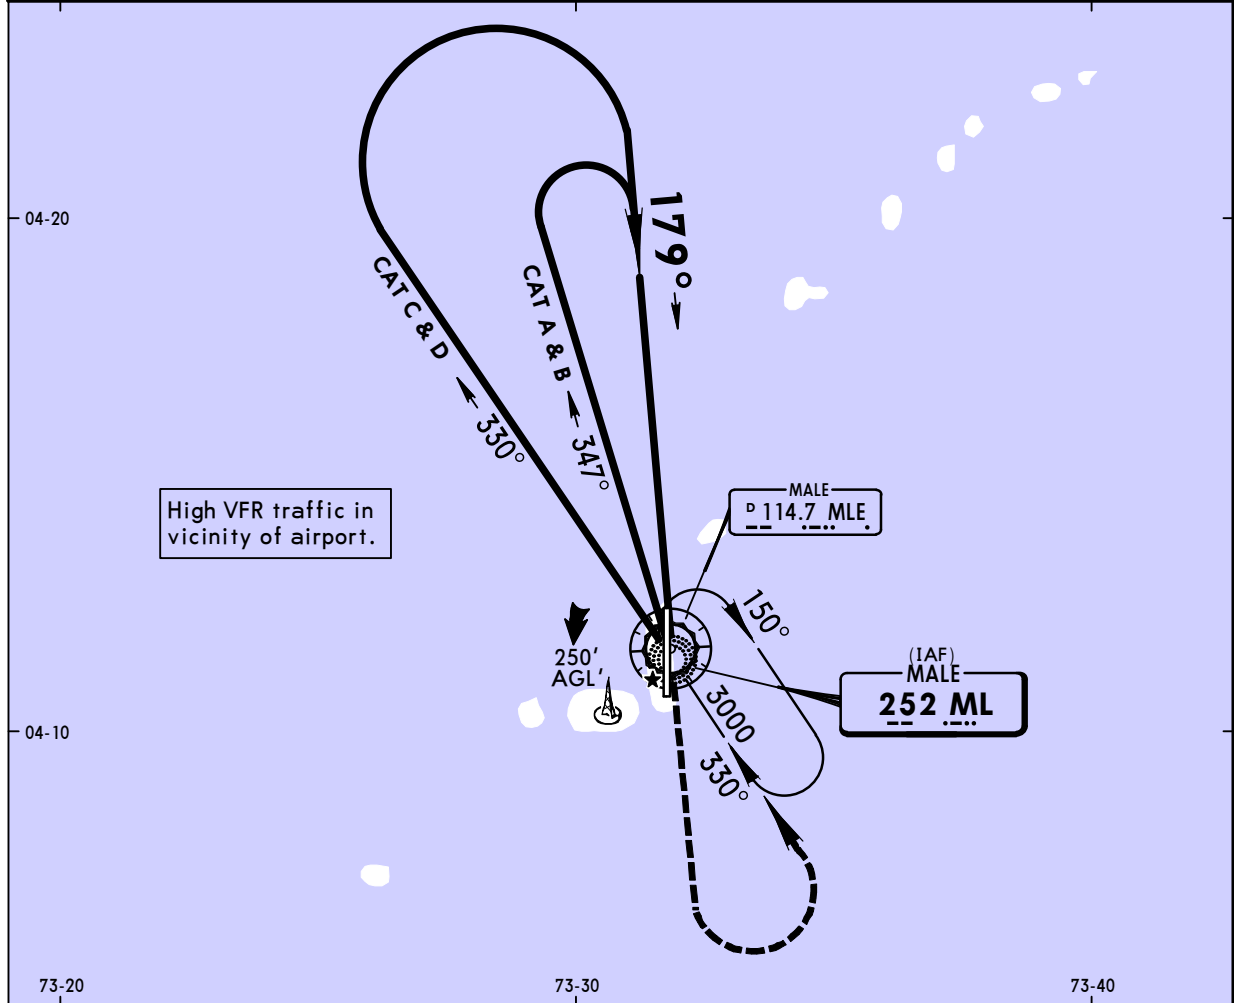 04-20
179°
CAT C & D
CAT A & B
330°
347°
High VFR traffic in
vicinity of airport.
MALE
D 114.7 MLE
150°
250'
AGL'
(IAF)
MALE
252 ML
3000
330°
04-10
73-20
73-30
73-40